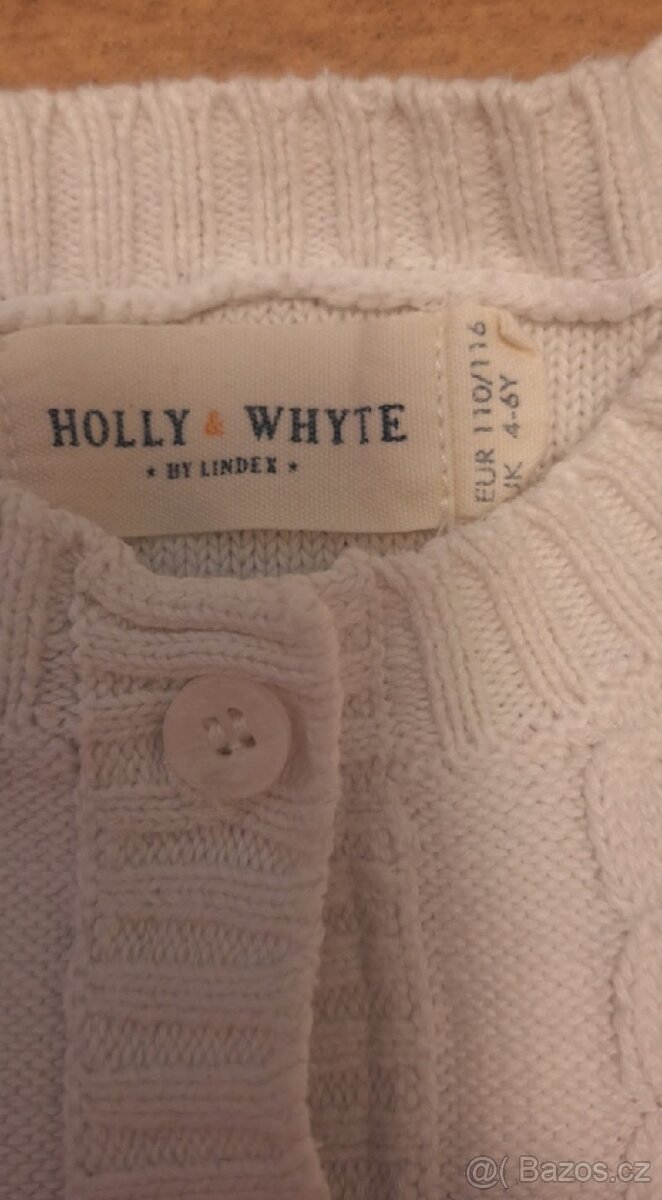 HOLLY & WHYTE
* BY LINDEX *
EUR 110/116
UK 4-6Y
@( Bazos.cz